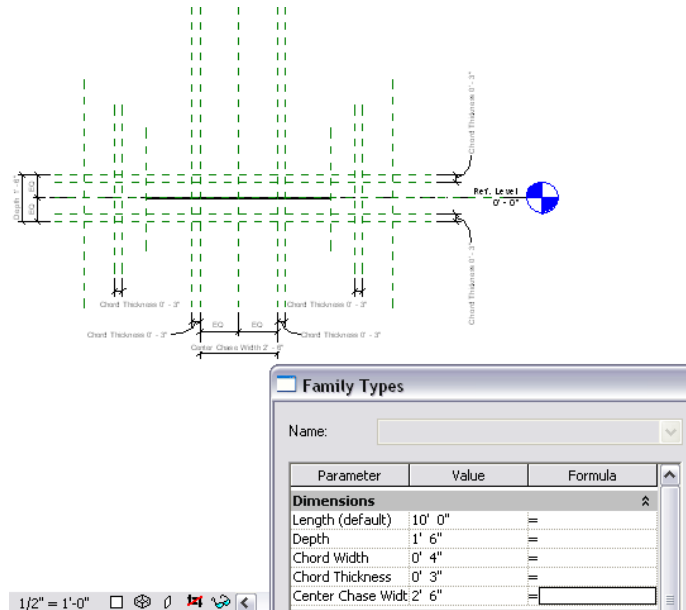 Chord Thickness 0' - 3"
Depth 1' - 6"
EQ
EQ
Ref. Level
0' - 0"
Chord Thickness 0' - 3"
Chord Thickness 0' - 3"
Chord Thickness 0' - 3"
Chord Thickness 0' - 3"
EQ
EQ
Chord Thickness 0' - 3"
Center Chase Width 2' - 6"
Family Types
Name:
Parameter Value Formula
Dimensions
Length (default) 10' 0" =
Depth 1' 6" =
Chord Width 0' 4" =
Chord Thickness 0' 3" =
Center Chase Widt 2' 6" =
1/2" = 1'-0"